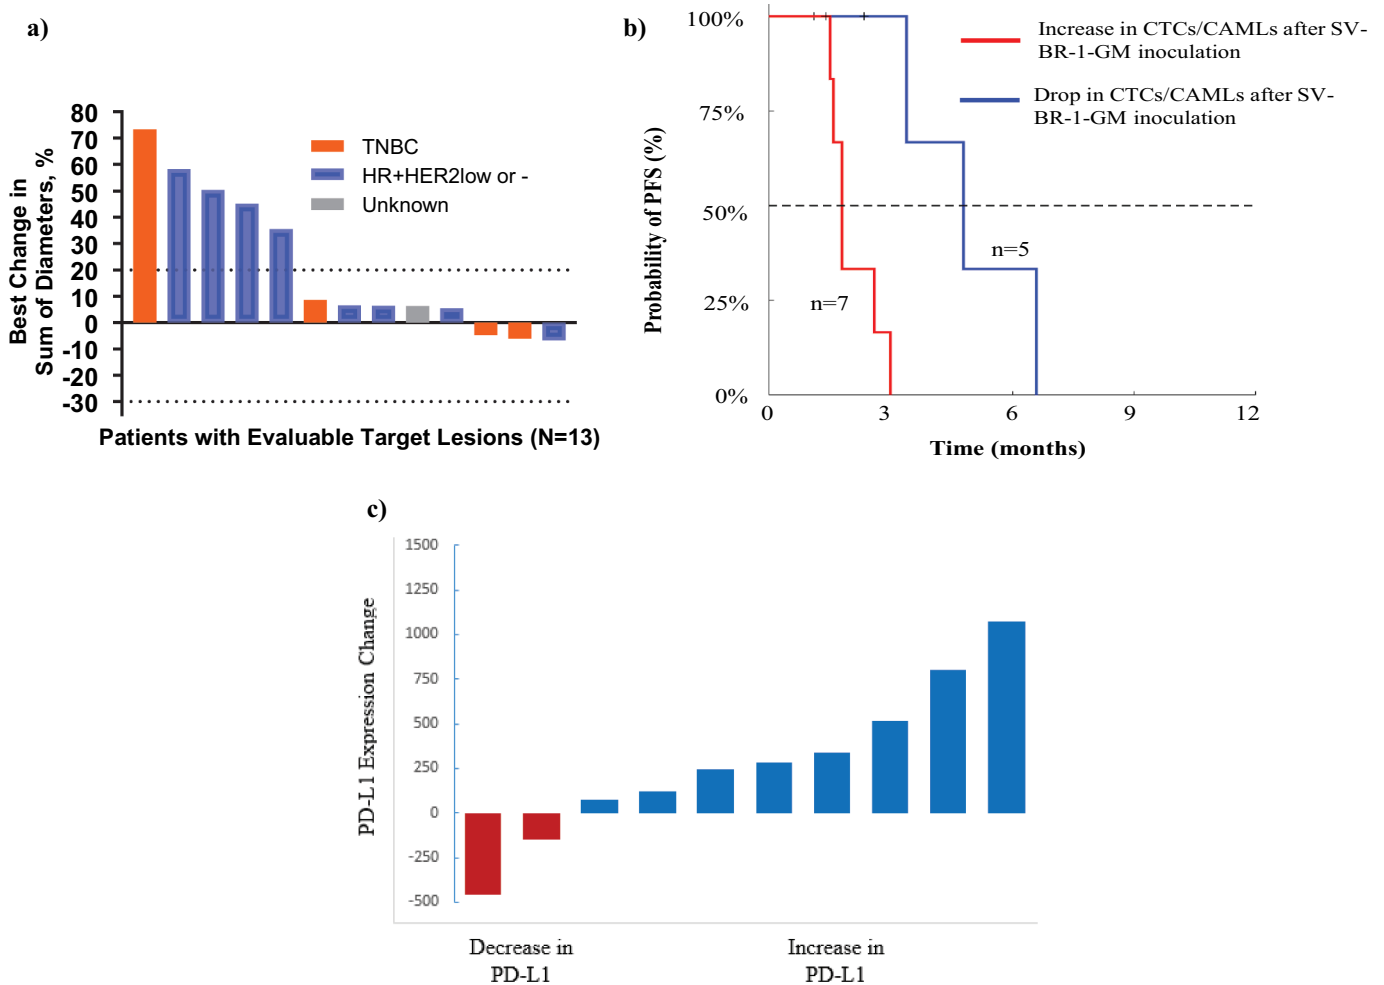 a)
80
70
60
50
40
30
20
10
0
-10
-20
-30
Best Change in
Sum of Diameters, %
TNBC
HR+HER2low or -
Unknown
Patients with Evaluable Target Lesions (N=13)
b)
100%
75%
50%
25%
0%
Probability of PFS (%)
Increase in CTCs/CAMLs after SV-
BR-1-GM inoculation
Drop in CTCs/CAMLs after SV-
BR-1-GM inoculation
n=5
n=7
0 3 6 9 12
Time (months)
c)
1500
1250
1000
750
500
250
0
-250
-500
PD-L1 Expression Change
Decrease in
PD-L1
Increase in
PD-L1